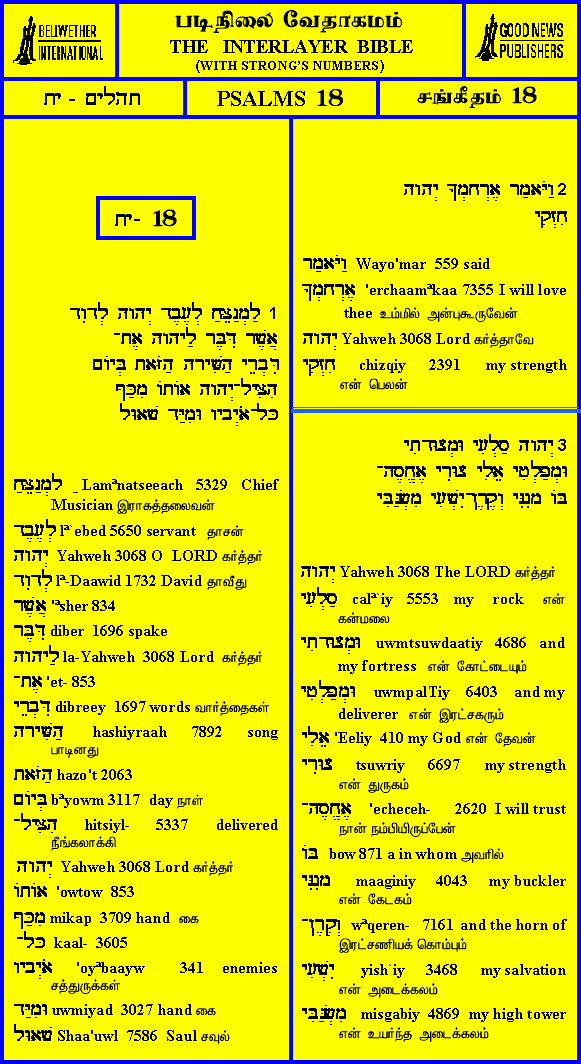 BELLWETHER
INTERNATIONAL
படிநிலை வேதாகமம்
THE INTERLAYER BIBLE
(WITH STRONG'S NUMBERS)
GOOD NEWS
PUBLISHERS
תהלים - יח
PSALMS 18
சங்கீதம் 18
יח- 18
1 לַמְנַצֵּחַ לְעֶבֶד יְהוָה לְדָוִד
אֲשֶׁר דִּבֶּר לַיהוָה אֶת־
דִּבְרֵי הַשִּׁירָה הַזֹּאת בְּיוֹם
הִצִּיל־יְהוָה אוֹתוֹ מִכַּף
כָּל־אֹיְבָיו וּמִיַּד שָׁאוּל
לַמְנַצֵּחַ _ Lamªnatseeach 5329 Chief
Musician இராகத்தலைவன்
לְעֶבֶד lª`ebed 5650 servant தாசன்
יְהוָה Yahweh 3068 O LORD கர்த்தர்
לְדָוִד lª-Daawid 1732 David தாவீது
אֲשֶׁר 'ªsher 834
דִּבֶּר diber 1696 spake
לַיהוָה la-Yahweh 3068 Lord கர்த்தர்
אֶת־ 'et- 853
דִּבְרֵי dibreey 1697 words வார்த்தைகள்
הַשִּׁירָה hashiyraah 7892 song
பாடினது
הַזֹּאת hazo't 2063
בְּיוֹם bªyowm 3117 day நாள்
הִצִּיל־ hitsiyl- 5337 delivered
நீங்கலாக்கி
יְהוָה Yahweh 3068 Lord கர்த்தர்
אוֹתוֹ 'owtow 853
מִכַּף mikap 3709 hand கை
כָּל־ kaal- 3605
אֹיְבָיו 'oyªbaayw 341 enemies
சத்துருக்கள்
וּמִיַּד uwmiyad 3027 hand கை
שָׁאוּל Shaa'uwl 7586 Saul சவுல்
2 וַיֹּאמַר אֶרְחָמְךָ יְהוָה
חִזְקִי
וַיֹּאמַר Wayo'mar 559 said
אֶרְחָמְךָ 'erchaamªkaa 7355 I will love
thee உம்மில் அன்புகூருவேன்
יְהוָה Yahweh 3068 Lord கர்த்தாவே
חִזְקִי chizqiy 2391 my strength
என் பெலன்
3 יְהוָה סַלְעִי וּמְצוּדָתִי
וּמְפַלְטִי אֵלִי צוּרִי אֶחֱסֶה־
בּוֹ מָגִנִּי וְקֶרֶן־יִשְׁעִי מִשְׂגַּבִּי
יְהוָה Yahweh 3068 The LORD கர்த்தர்
סַלְעִי calª`iy 5553 my rock என்
கன்மலை
וּמְצוּדָתִי uwmtsuwdaatiy 4686 and
my fortress என் கோட்டையும்
וּמְפַלְטִי uwmpalTiy 6403 and my
deliverer என் இரட்சகரும்
אֵלִי 'Eeliy 410 my God என் தேவன்
צוּרִי tsuwriy 6697 my strength
என் துருகம்
אֶחֱסֶה־ 'echeceh- 2620 I will trust
நான் நம்பியிருப்பேன்
בּוֹ bow 871 a in whom அவரில்
מָגִנִּי maaginiy 4043 my buckler
என் கேடகம்
וְקֶרֶן־ wªqeren- 7161 and the horn of
இரட்சணியக் கொம்பும்
יִשְׁעִי yish`iy 3468 my salvation
என் அடைக்கலம்
מִשְׂגַּבִּי misgabiy 4869 my high tower
என் உயர்ந்த அடைக்கலம்